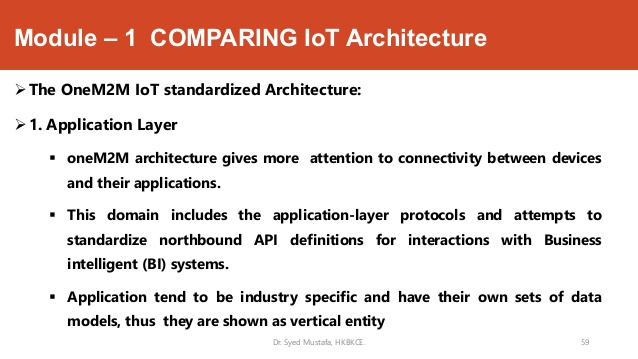 Module – 1 COMPARING IoT Architecture
➢ The OneM2M IoT standardized Architecture:
➢ 1. Application Layer
▪ oneM2M architecture gives more attention to connectivity between devices
and their applications.
▪ This domain includes the application-layer protocols and attempts to
standardize northbound API definitions for interactions with Business
intelligent (BI) systems.
▪ Application tend to be industry specific and have their own sets of data
models, thus they are shown as vertical entity
Dr. Syed Mustafa, HKBKCE. 59